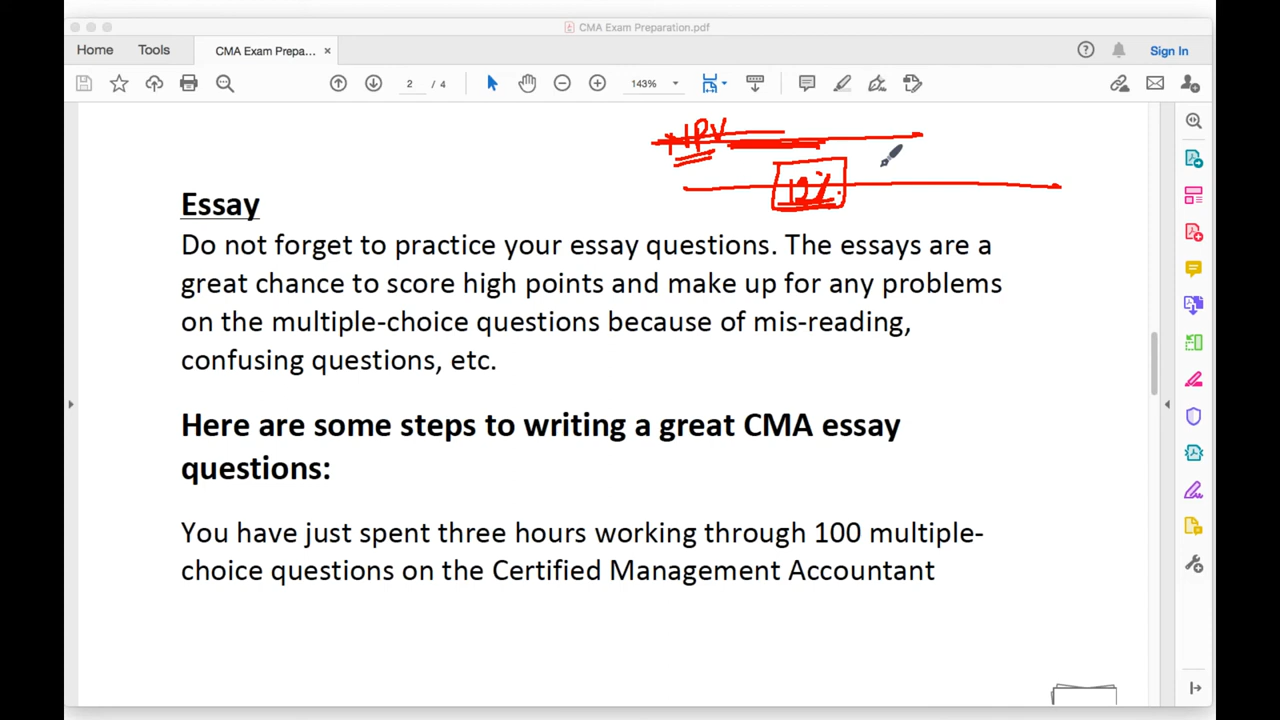 CMA Exam Preparation.pdf
Home Tools CMA Exam Prepa... × Sign In
2 / 4 143%
NPV
12%
Essay
Do not forget to practice your essay questions. The essays are a
great chance to score high points and make up for any problems
on the multiple-choice questions because of mis-reading,
confusing questions, etc.
Here are some steps to writing a great CMA essay
questions:
You have just spent three hours working through 100 multiple-
choice questions on the Certified Management Accountant